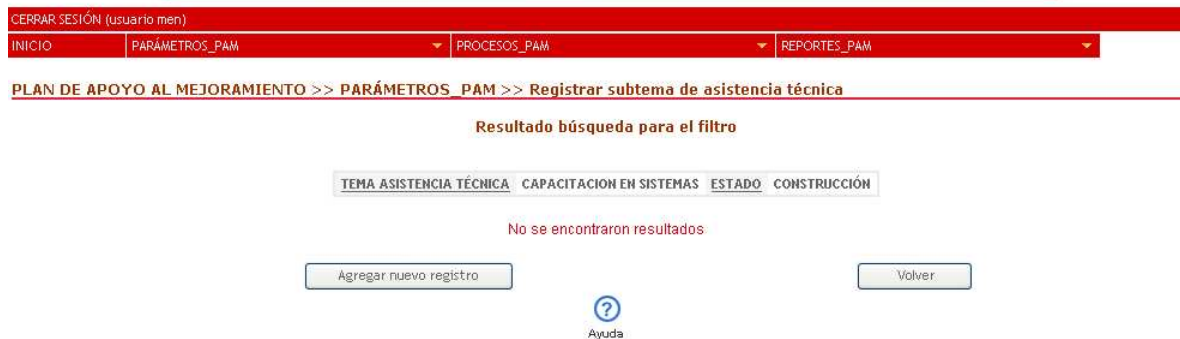 CERRAR SESIÓN (usuario men)
INICIO PARÁMETROS_PAM PROCESOS_PAM REPORTES_PAM
PLAN DE APOYO AL MEJORAMIENTO >> PARÁMETROS_PAM >> Registrar subtema de asistencia técnica
Resultado búsqueda para el filtro
TEMA ASISTENCIA TÉCNICA CAPACITACION EN SISTEMAS ESTADO CONSTRUCCIÓN
No se encontraron resultados
Agregar nuevo registro Volver
?
Ayuda